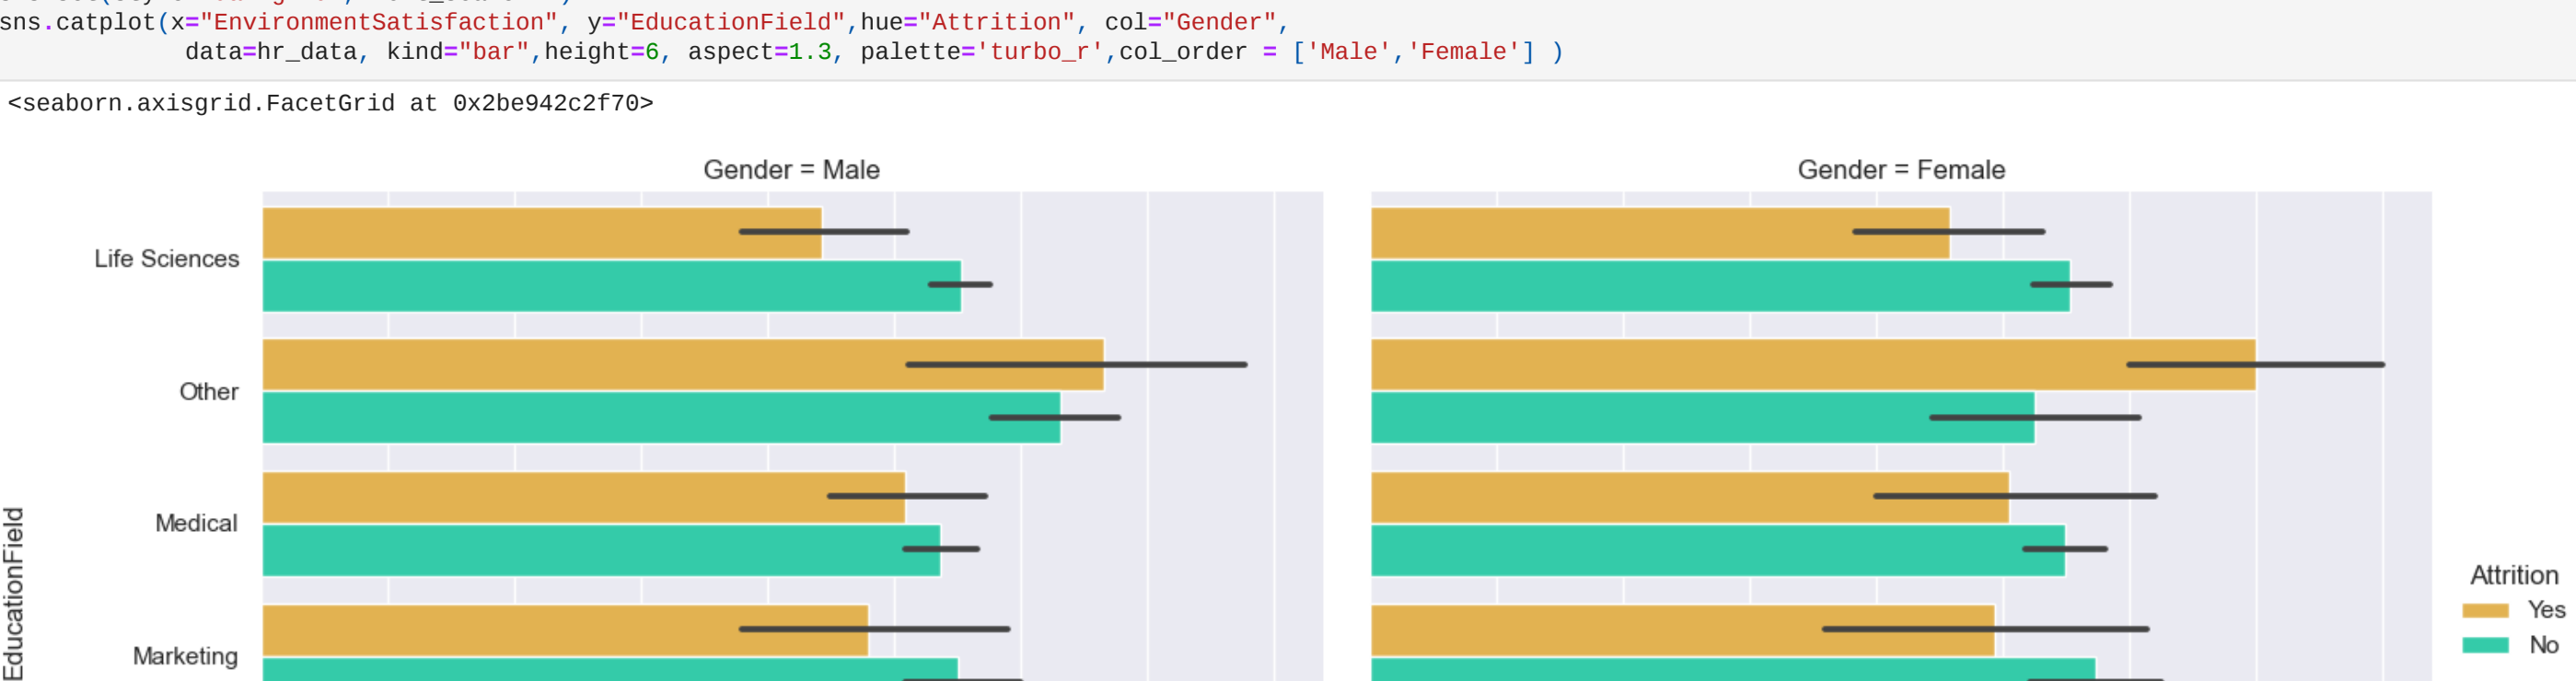 sns.catplot(x="EnvironmentSatisfaction", y="EducationField",hue="Attrition", col="Gender",
data=hr_data, kind="bar",height=6, aspect=1.3, palette='turbo_r',col_order = ['Male','Female'] )
<seaborn.axisgrid.FacetGrid at 0x2be942c2f70>
Gender = Male
Gender = Female
Life Sciences
Other
Medical
Marketing
EducationField
Attrition
Yes
No